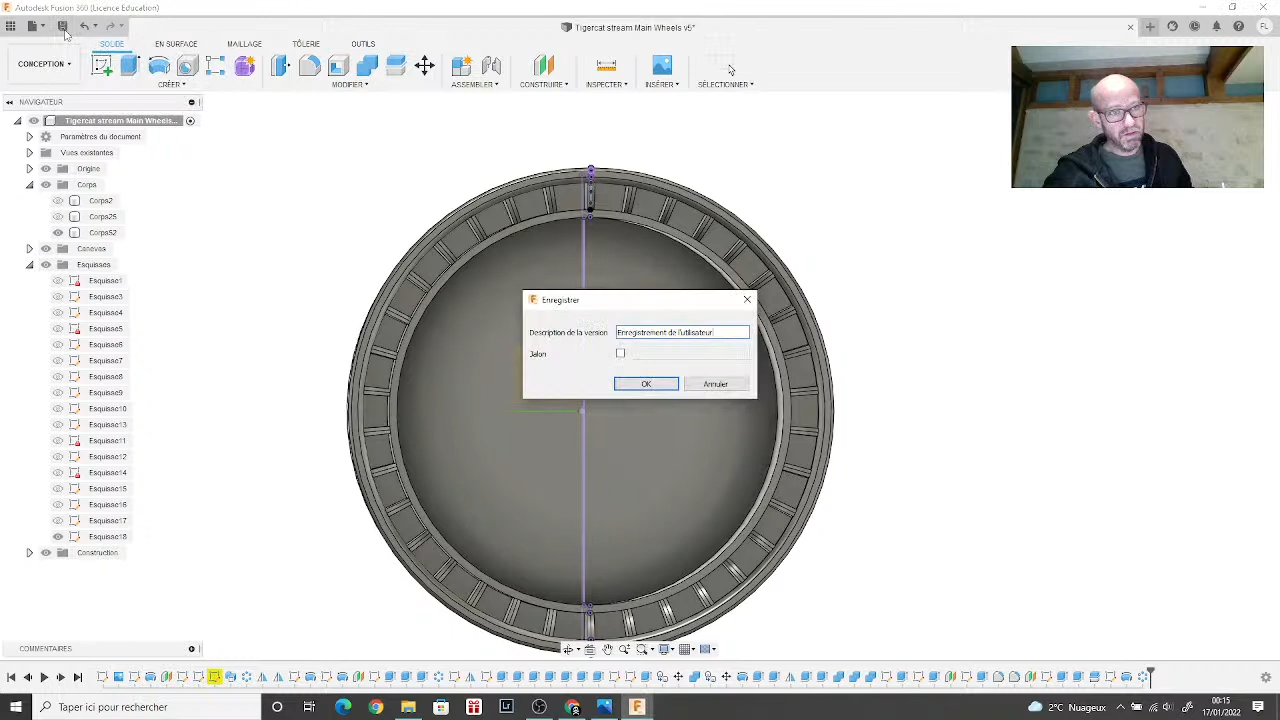 Autodesk Fusion 360 (Licence Éducation)
Tigercat stream Main Wheels v5*
FL
CONCEPTION
SOLIDE
EN SURFACE
MAILLAGE
TÔLERIE
OUTILS
CRÉER
MODIFIER
ASSEMBLER
CONSTRUIRE
INSPECTER
INSÉRER
SÉLECTIONNER
NAVIGATEUR
Tigercat stream Main Wheels...
Paramètres du document
Vues existantes
Origine
Corps
Corps2
Corps25
Corps52
Canevas
Esquisses
Esquisse1
Esquisse3
Esquisse4
Esquisse5
Esquisse6
Esquisse7
Esquisse8
Esquisse9
Esquisse10
Esquisse13
Esquisse11
Esquisse12
Esquisse14
Esquisse15
Esquisse16
Esquisse17
Esquisse18
Construction
Enregistrer
Description de la version
Enregistrement de l'utilisateur
Jalon
OK
Annuler
COMMENTAIRES
Taper ici pour rechercher
2°C Nuageux
00:15
17/01/2022